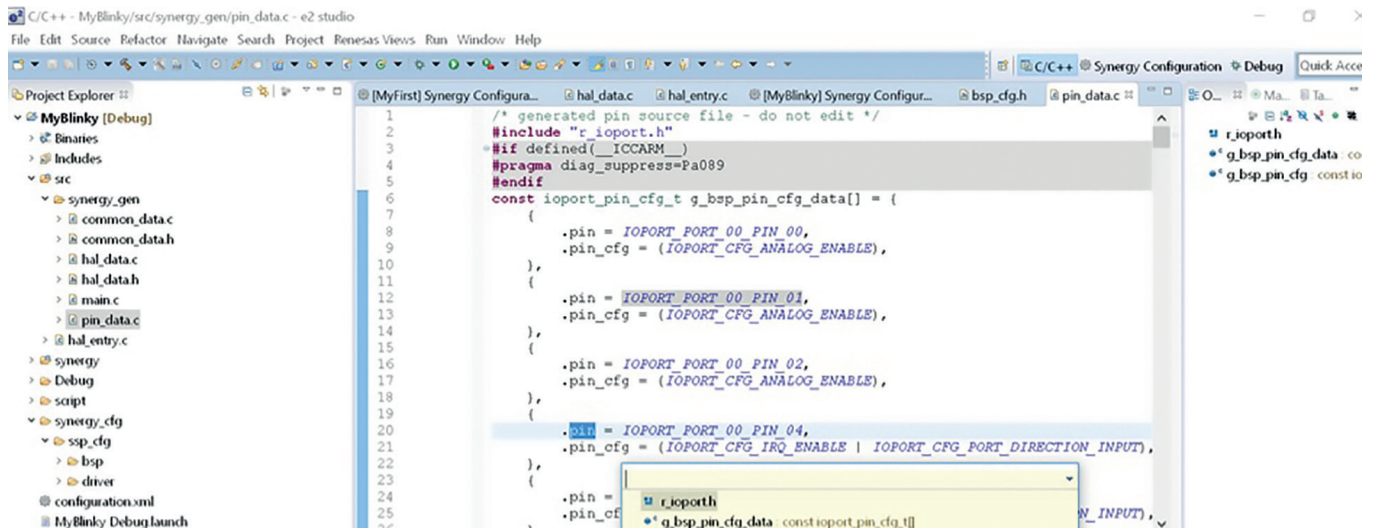 C/C++ - MyBlinky/src/synergy_gen/pin_data.c - e2 studio
File Edit Source Refactor Navigate Search Project Renesas Views Run Window Help
C/C++ Synergy Configuration Debug Quick Acce
Project Explorer
MyBlinky [Debug]
Binaries
Includes
src
synergy_gen
common_data.c
common_data.h
hal_data.c
hal_data.h
main.c
pin_data.c
hal_entry.c
synergy
Debug
script
synergy_cfg
ssp_cfg
bsp
driver
configuration.xml
MyBlinky Debug.launch
[MyFirst] Synergy Configura... hal_data.c hal_entry.c [MyBlinky] Synergy Configur... bsp_cfg.h pin_data.c
1 /* generated pin source file - do not edit */
2 #include "r_ioport.h"
3 #if defined(__ICCARM__)
4 #pragma diag_suppress=Pa089
5 #endif
6 const ioport_pin_cfg_t g_bsp_pin_cfg_data[] = {
7 {
8 .pin = IOPORT_PORT_00_PIN_00,
9 .pin_cfg = (IOPORT_CFG_ANALOG_ENABLE),
10 },
11 {
12 .pin = IOPORT_PORT_00_PIN_01,
13 .pin_cfg = (IOPORT_CFG_ANALOG_ENABLE),
14 },
15 {
16 .pin = IOPORT_PORT_00_PIN_02,
17 .pin_cfg = (IOPORT_CFG_ANALOG_ENABLE),
18 },
19 {
20 .pin = IOPORT_PORT_00_PIN_04,
21 .pin_cfg = (IOPORT_CFG_IRQ_ENABLE | IOPORT_CFG_PORT_DIRECTION_INPUT),
22 },
23 {
24 .pin =
25 .pin_cf N_INPUT),
r_ioport.h
g_bsp_pin_cfg_data : const ioport_pin_cfg_t[]
O... Ma... Ta...
r_ioport.h
g_bsp_pin_cfg_data : co
g_bsp_pin_cfg : const io